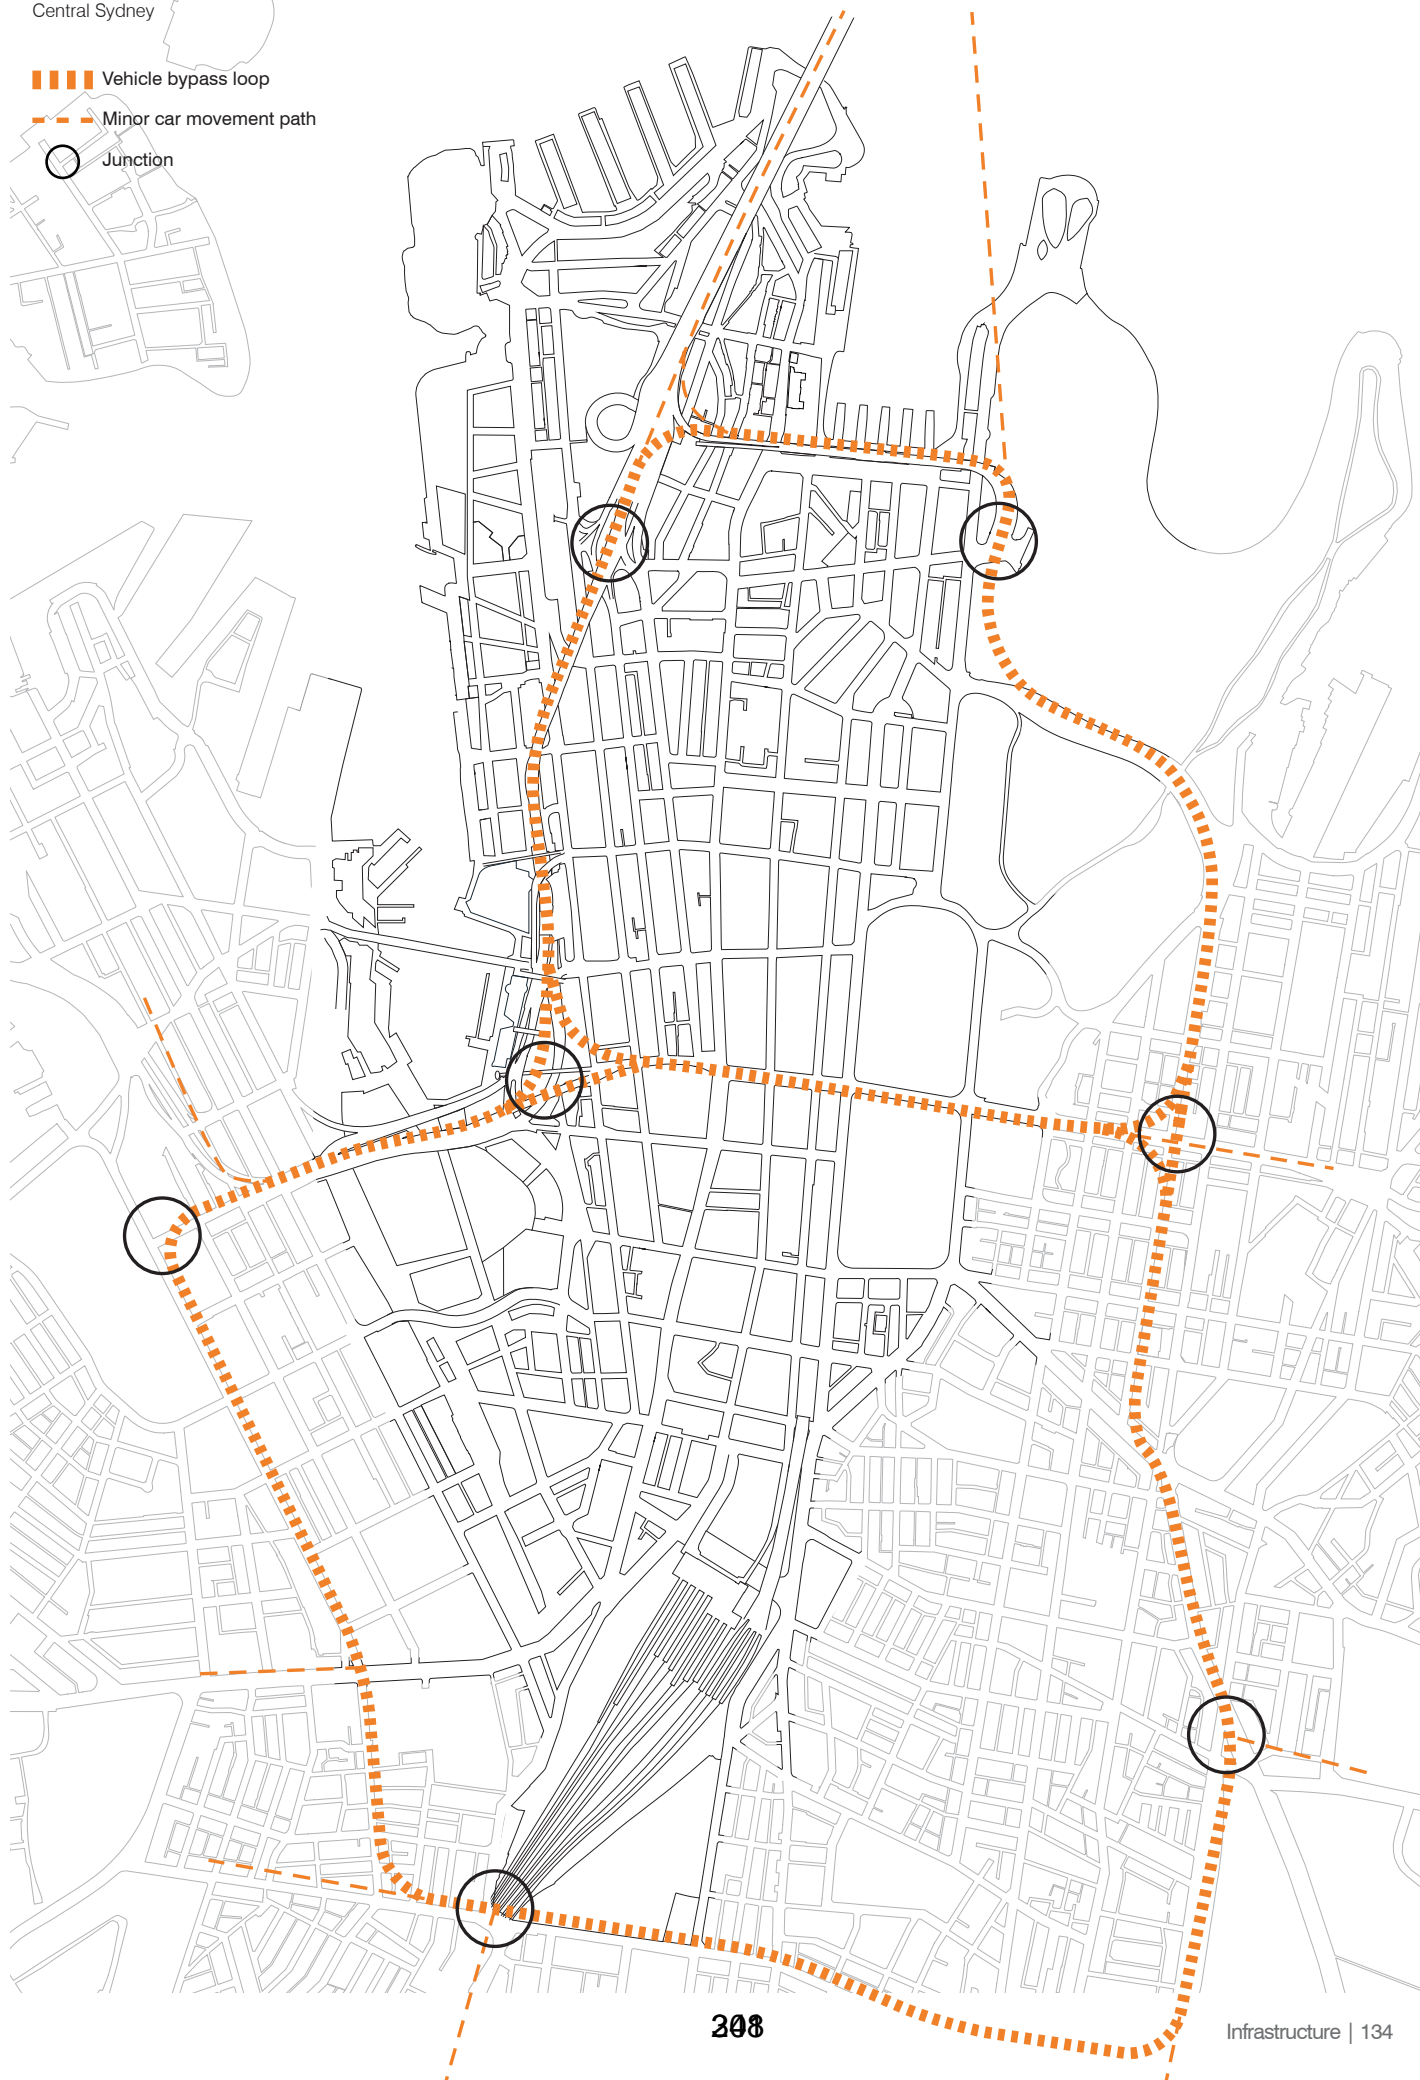 Central Sydney
Vehicle bypass loop
Minor car movement path
Junction
Infrastructure | 134